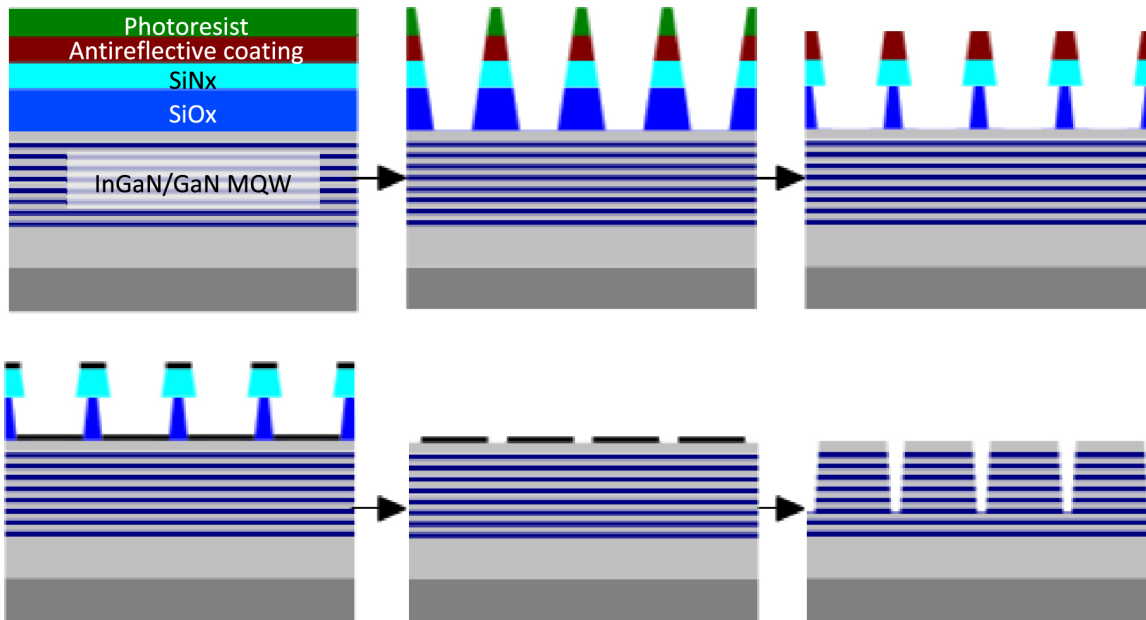 Photoresist
Antireflective coating
SiNx
SiOx
InGaN/GaN MQW